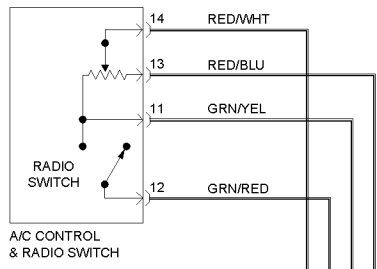 14 RED/WHT
13 RED/BLU
11 GRN/YEL
RADIO
SWITCH
12 GRN/RED
A/C CONTROL
& RADIO SWITCH